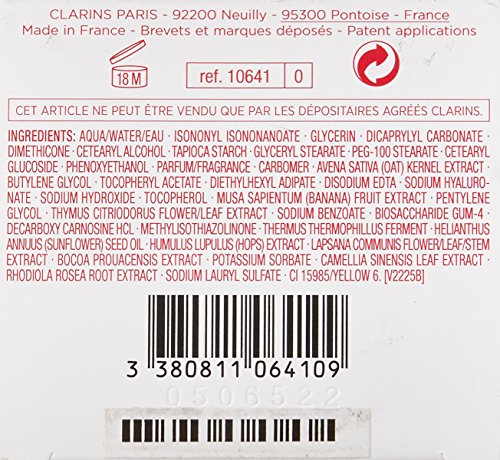 CLARINS PARIS - 92200 Neuilly - 95300 Pontoise - France
Made in France - Brevets et marques déposés - Patent applications
18 M
ref. 10641 0
CET ARTICLE NE PEUT ÊTRE VENDU QUE PAR LES DÉPOSITAIRES AGRÉÉS CLARINS.
INGREDIENTS: AQUA/WATER/EAU • ISONONYL ISONONANOATE • GLYCERIN • DICAPRYLYL CARBONATE •
DIMETHICONE • CETEARYL ALCOHOL • TAPIOCA STARCH • GLYCERYL STEARATE • PEG-100 STEARATE • CETEARYL
GLUCOSIDE • PHENOXYETHANOL • PARFUM/FRAGRANCE • CARBOMER • AVENA SATIVA (OAT) KERNEL EXTRACT •
BUTYLENE GLYCOL • TOCOPHERYL ACETATE • DIETHYLHEXYL ADIPATE • DISODIUM EDTA • SODIUM HYALURO-
NATE • SODIUM HYDROXIDE • TOCOPHEROL • MUSA SAPIENTUM (BANANA) FRUIT EXTRACT • PENTYLENE
GLYCOL • THYMUS CITRIODORUS FLOWER/LEAF EXTRACT • SODIUM BENZOATE • BIOSACCHARIDE GUM-4 •
DECARBOXY CARNOSINE HCL • METHYLISOTHIAZOLINONE • THERMUS THERMOPHILLUS FERMENT • HELIANTHUS
ANNUUS (SUNFLOWER) SEED OIL • HUMULUS LUPULUS (HOPS) EXTRACT • LAPSANA COMMUNIS FLOWER/LEAF/STEM
EXTRACT • BOCOA PROUACENSIS EXTRACT • POTASSIUM SORBATE • CAMELLIA SINENSIS LEAF EXTRACT •
RHODIOLA ROSEA ROOT EXTRACT • SODIUM LAURYL SULFATE • CI 15985/YELLOW 6. [V2225B]
3 380811 064109
0506522